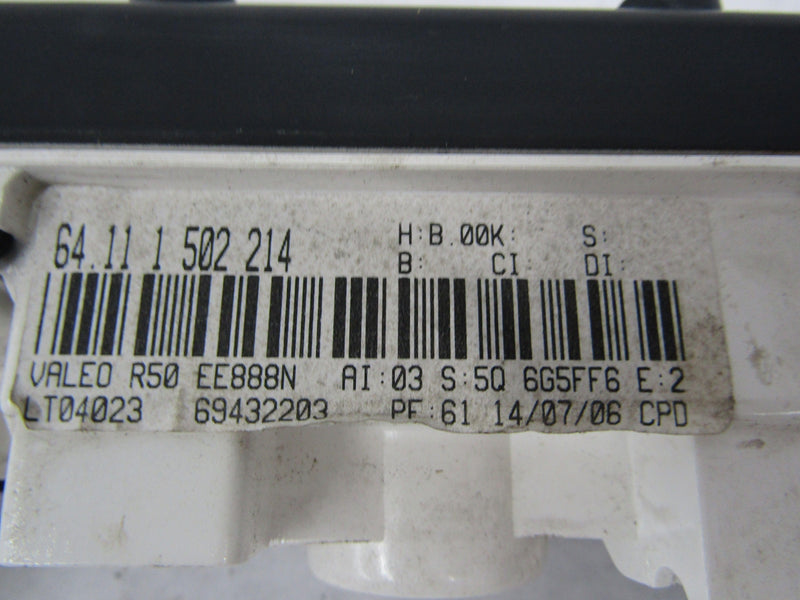 64.11 1 502 214
H:B.00K: S:
B: CI: DI:
VALEO R50 EE888N AI:03 S:5Q 6G5FF6 E:2
LT04023 69432203 PF:61 14/07/06 CPD